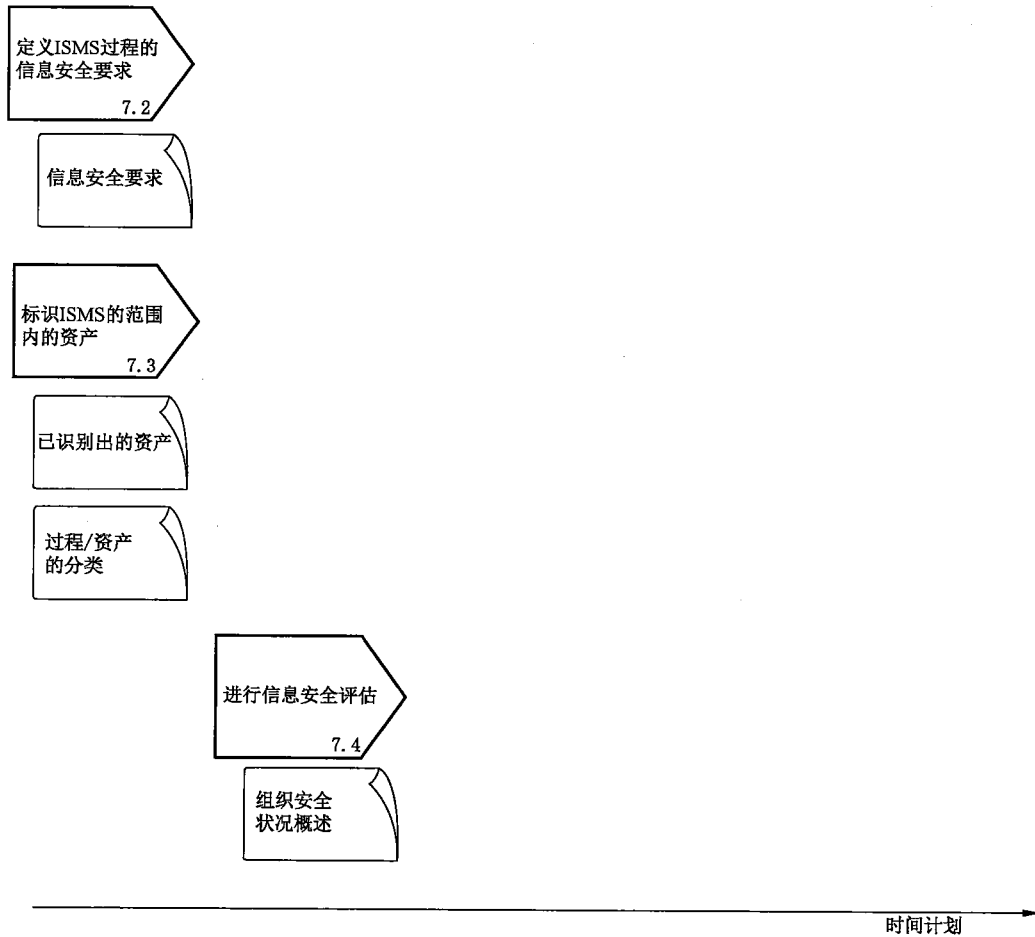 定义ISMS过程的
信息安全要求
7.2
信息安全要求
标识ISMS的范围
内的资产
7.3
已识别出的资产
过程/资产
的分类
进行信息安全评估
7.4
组织安全
状况概述
时间计划